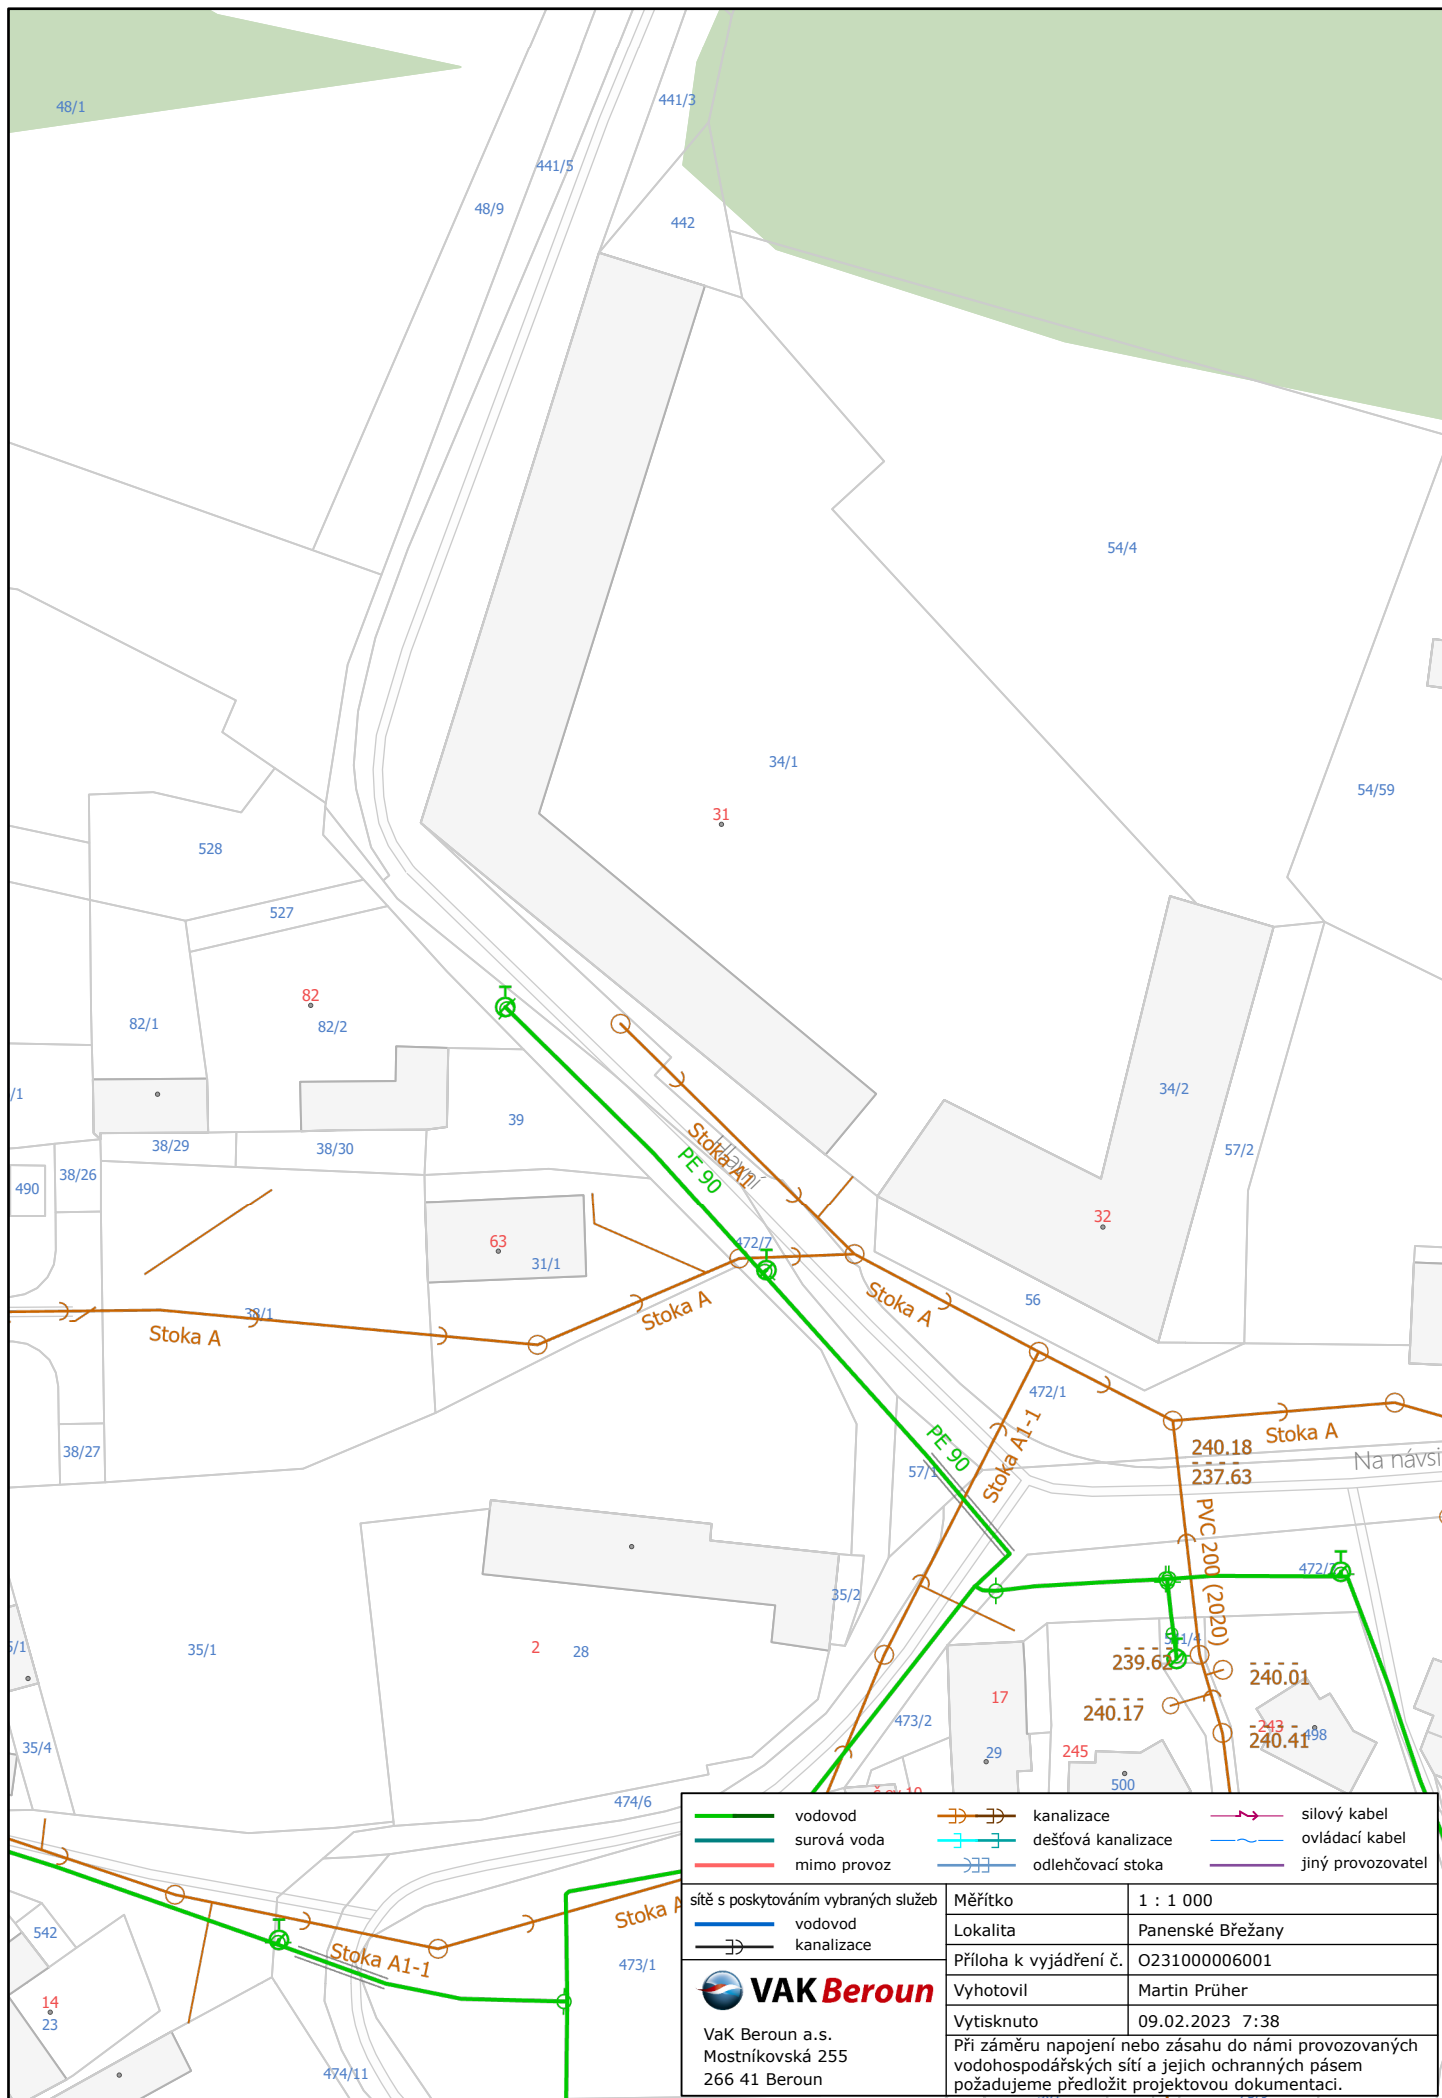 48/1
441/3
441/5
48/9
442
54/4
34/1
54/59
31
528
527
82
82/1
82/2
34/2
/1
39
57/2
38/29
38/30
Stoka A1
Hlavní
PE 90
38/26
490
32
63
472/7
31/1
56
38/1
Stoka A
Stoka A
Stoka A
472/1
Stoka A1-1
240.18
237.63
Stoka A
Na návsi
38/27
PE 90
57/1
PVC 200 (2020)
472/2
35/2
35/1
2
28
239.62
240.01
17
240.17
473/2
243
498
240.41
35/4
29
245
500
474/6
542
Stoka A1-1
473/1
14
23
474/11
vodovod
kanalizace
silový kabel
surová voda
dešťová kanalizace
ovládací kabel
mimo provoz
odlehčovací stoka
jiný provozovatel
sítě s poskytováním vybraných služeb
vodovod
kanalizace
Měřítko 1 : 1 000
Lokalita Panenské Břežany
Příloha k vyjádření č. O231000006001
Vyhotovil Martin Průher
Vytisknuto 09.02.2023 7:38
VAK Beroun
VaK Beroun a.s.
Mostníkovská 255
266 41 Beroun
Při záměru napojení nebo zásahu do námi provozovaných
vodohospodářských sítí a jejich ochranných pásem
požadujeme předložit projektovou dokumentaci.